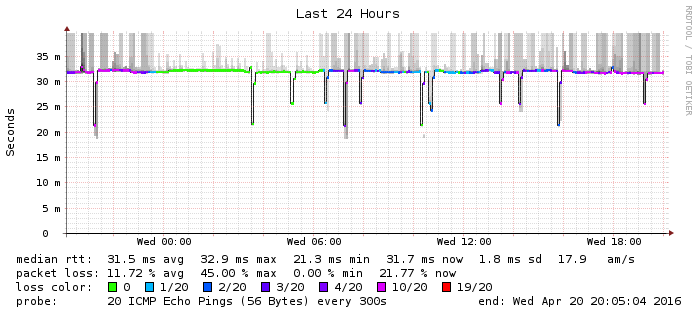 Last 24 Hours
RRDTOOL / TOBI OETIKER
Seconds
35 m
30 m
25 m
20 m
15 m
10 m
5 m
0
Wed 00:00 Wed 06:00 Wed 12:00 Wed 18:00
median rtt: 31.5 ms avg 32.9 ms max 21.3 ms min 31.7 ms now 1.8 ms sd 17.9 am/s
packet loss: 11.72 % avg 45.00 % max 0.00 % min 21.77 % now
loss color: 0 1/20 2/20 3/20 4/20 10/20 19/20
probe: 20 ICMP Echo Pings (56 Bytes) every 300s end: Wed Apr 20 20:05:04 2016